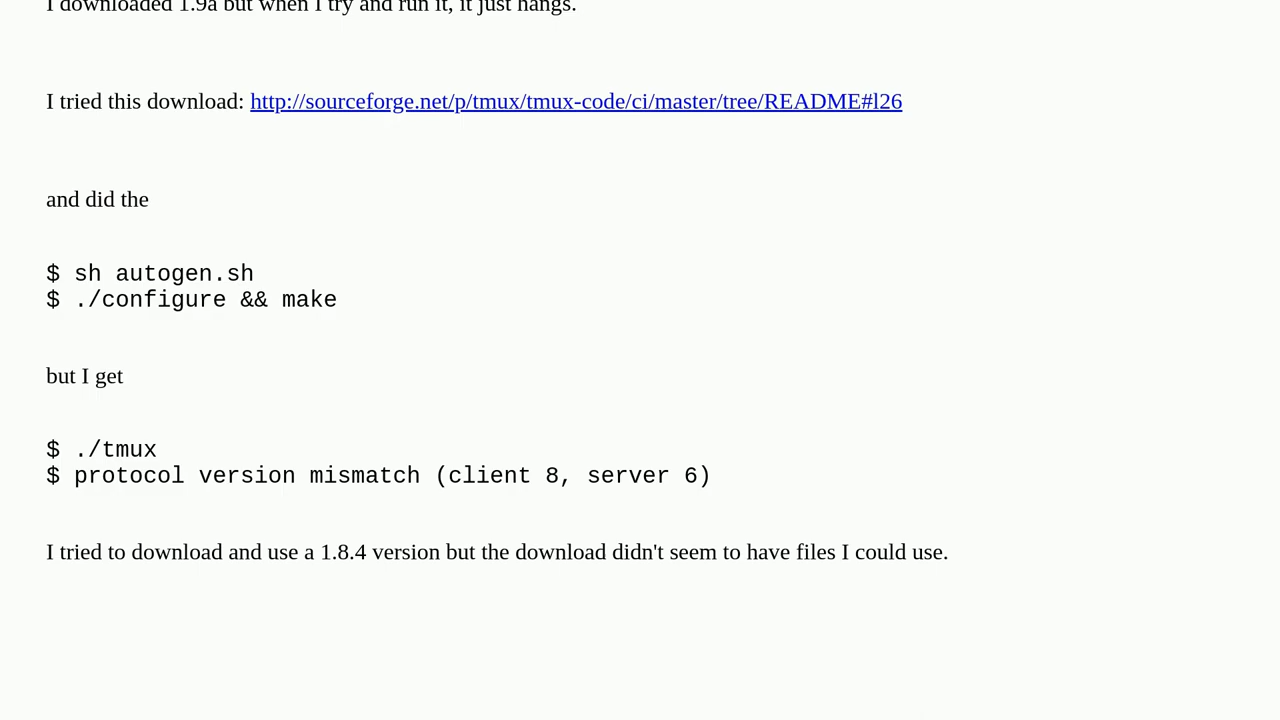 I downloaded 1.9a but when I try and run it, it just hangs.
I tried this download: http://sourceforge.net/p/tmux/tmux-code/ci/master/tree/README#l26
and did the
$ sh autogen.sh
$ ./configure && make
but I get
$ ./tmux
$ protocol version mismatch (client 8, server 6)
I tried to download and use a 1.8.4 version but the download didn't seem to have files I could use.